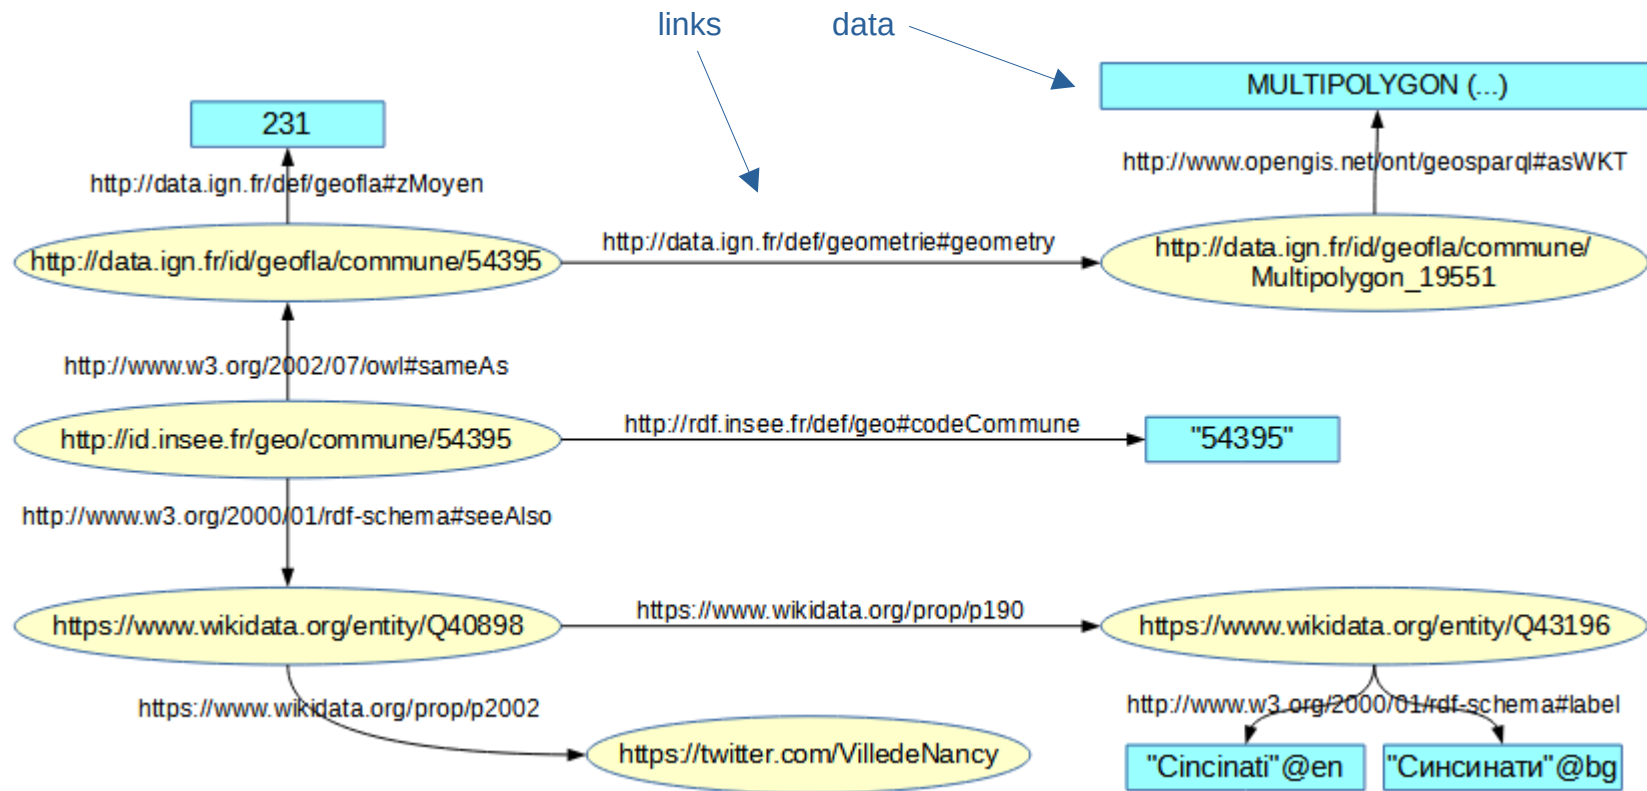 links
data
MULTIPOLYGON (...)
231
http://www.opengis.net/ont/geosparql#asWKT
http://data.ign.fr/def/geofla#zMoyen
http://data.ign.fr/def/geometrie#geometry
http://data.ign.fr/id/geofla/commune/54395
http://data.ign.fr/id/geofla/commune/
Multipolygon_19551
http://www.w3.org/2002/07/owl#sameAs
http://rdf.insee.fr/def/geo#codeCommune
http://id.insee.fr/geo/commune/54395
"54395"
http://www.w3.org/2000/01/rdf-schema#seeAlso
https://www.wikidata.org/prop/p190
https://www.wikidata.org/entity/Q40898
https://www.wikidata.org/entity/Q43196
https://www.wikidata.org/prop/p2002
http://www.w3.org/2000/01/rdf-schema#label
https://twitter.com/VilledeNancy
"Cincinati"@en
"Синсинати"@bg